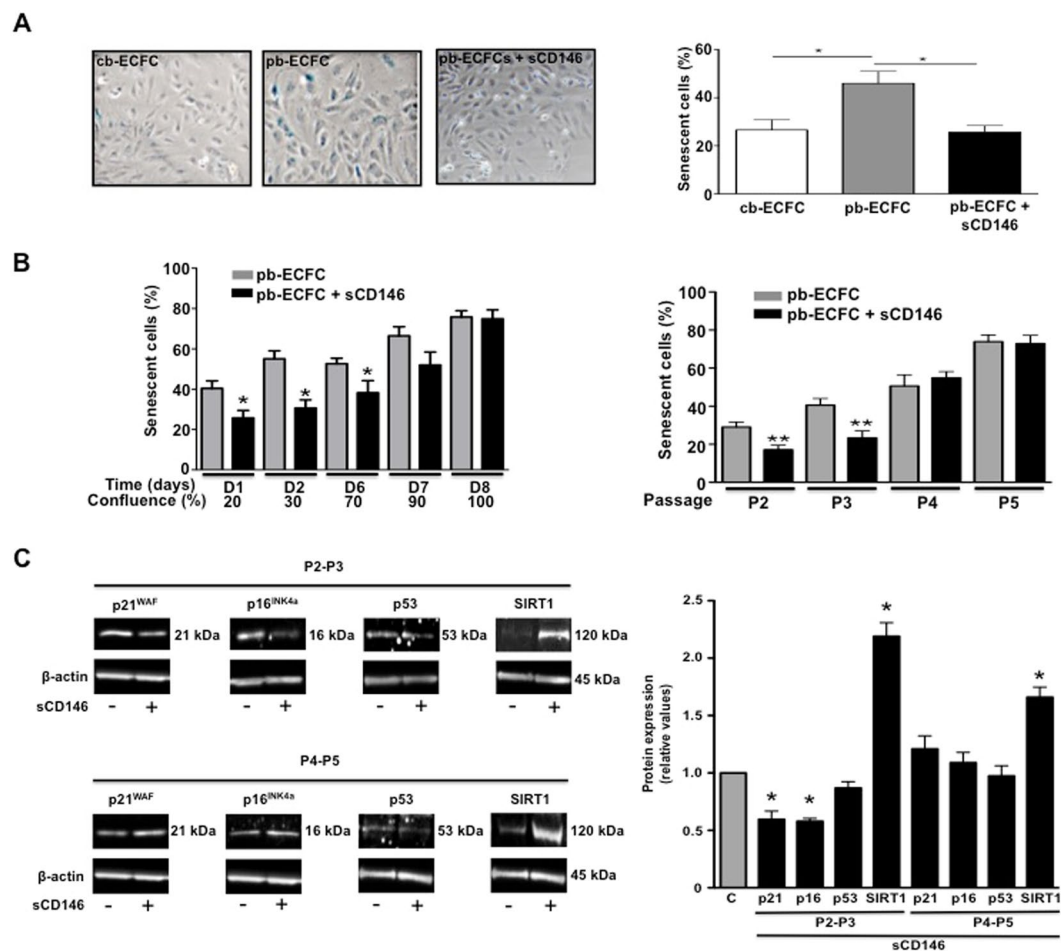 A
cb-ECFC
pb-ECFC
pb-ECFCs + sCD146
Senescent cells (%)
60
40
20
0
*
*
cb-ECFC
pb-ECFC
pb-ECFC +
sCD146
B
Senescent cells (%)
100
80
60
40
20
0
pb-ECFC
pb-ECFC + sCD146
*
*
*
Time (days) D1 D2 D6 D7 D8
Confluence (%) 20 30 70 90 100
Senescent cells (%)
100
80
60
40
20
0
pb-ECFC
pb-ECFC + sCD146
**
**
Passage P2 P3 P4 P5
C
P2-P3
p21WAF p16INK4a p53 SIRT1
21 kDa 16 kDa 53 kDa 120 kDa
β-actin 45 kDa
sCD146 - + - + - + - +
P4-P5
p21WAF p16INK4a p53 SIRT1
21 kDa 16 kDa 53 kDa 120 kDa
β-actin 45 kDa
sCD146 - + - + - + - +
Protein expression
(relative values)
2.5
2.0
1.5
1.0
0.5
0
*
*
*
*
C p21 p16 p53 SIRT1 p21 p16 p53 SIRT1
P2-P3 P4-P5
sCD146